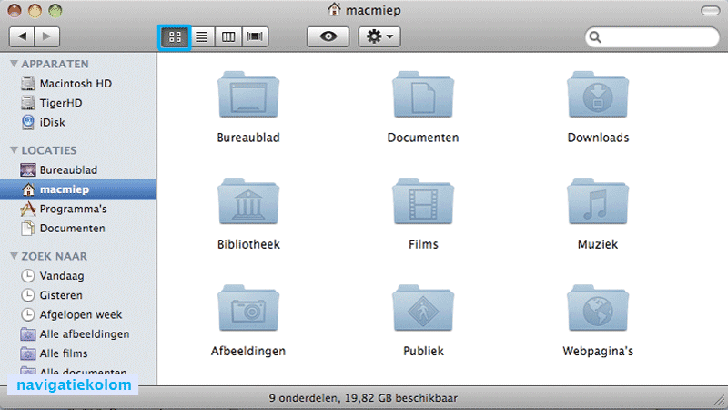 macmiep
APPARATEN
Macintosh HD
TigerHD
iDisk
LOCATIES
Bureaublad
macmiep
Programma's
Documenten
ZOEK NAAR
Vandaag
Gisteren
Afgelopen week
Alle afbeeldingen
Alle films
Alle documenten
navigatiekolom
Bureaublad
Documenten
Downloads
Bibliotheek
Films
Muziek
Afbeeldingen
Publiek
Webpagina's
9 onderdelen, 19,82 GB beschikbaar